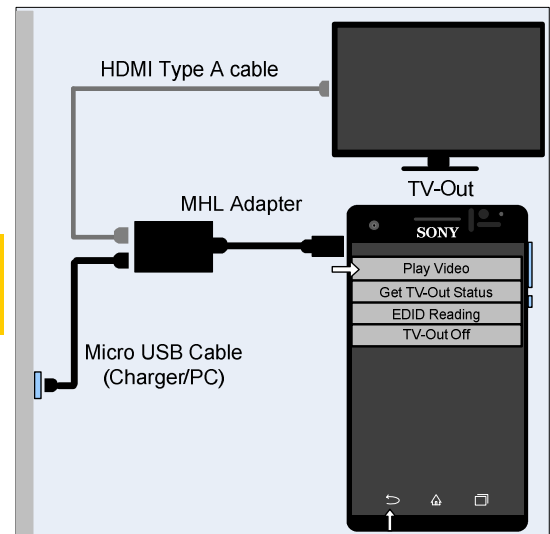 HDMI Type A cable
TV-Out
MHL Adapter
SONY
Play Video
Get TV-Out Status
EDID Reading
TV-Out Off
Micro USB Cable
(Charger/PC)